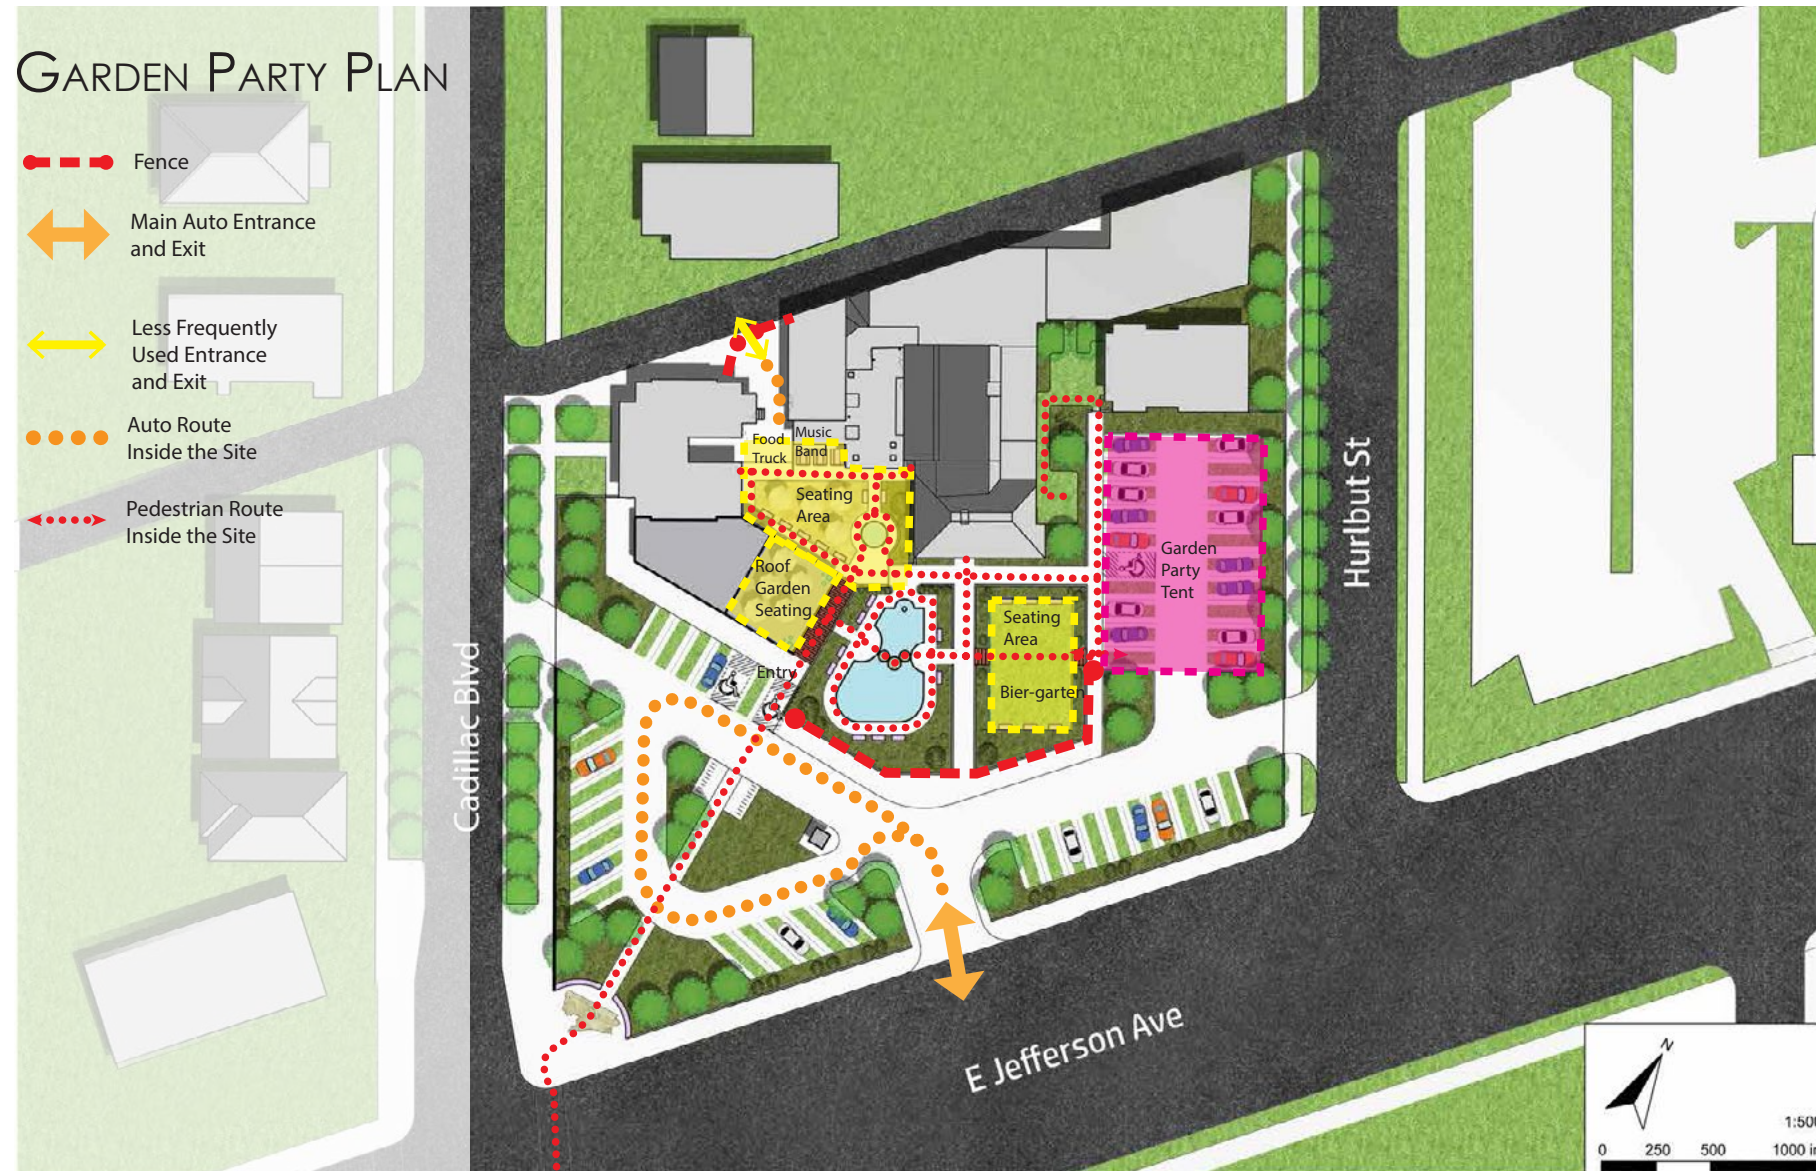 GARDEN PARTY PLAN
Fence
Main Auto Entrance
and Exit
Less Frequently
Used Entrance
and Exit
Auto Route
Inside the Site
Pedestrian Route
Inside the Site
Food
Truck
Music
Band
Seating
Area
Roof
Garden
Seating
Entry
Seating
Area
Bier-garten
Garden
Party
Tent
Cadillac Blvd
Hurlbut St
E Jefferson Ave
N
0 250 500 1000